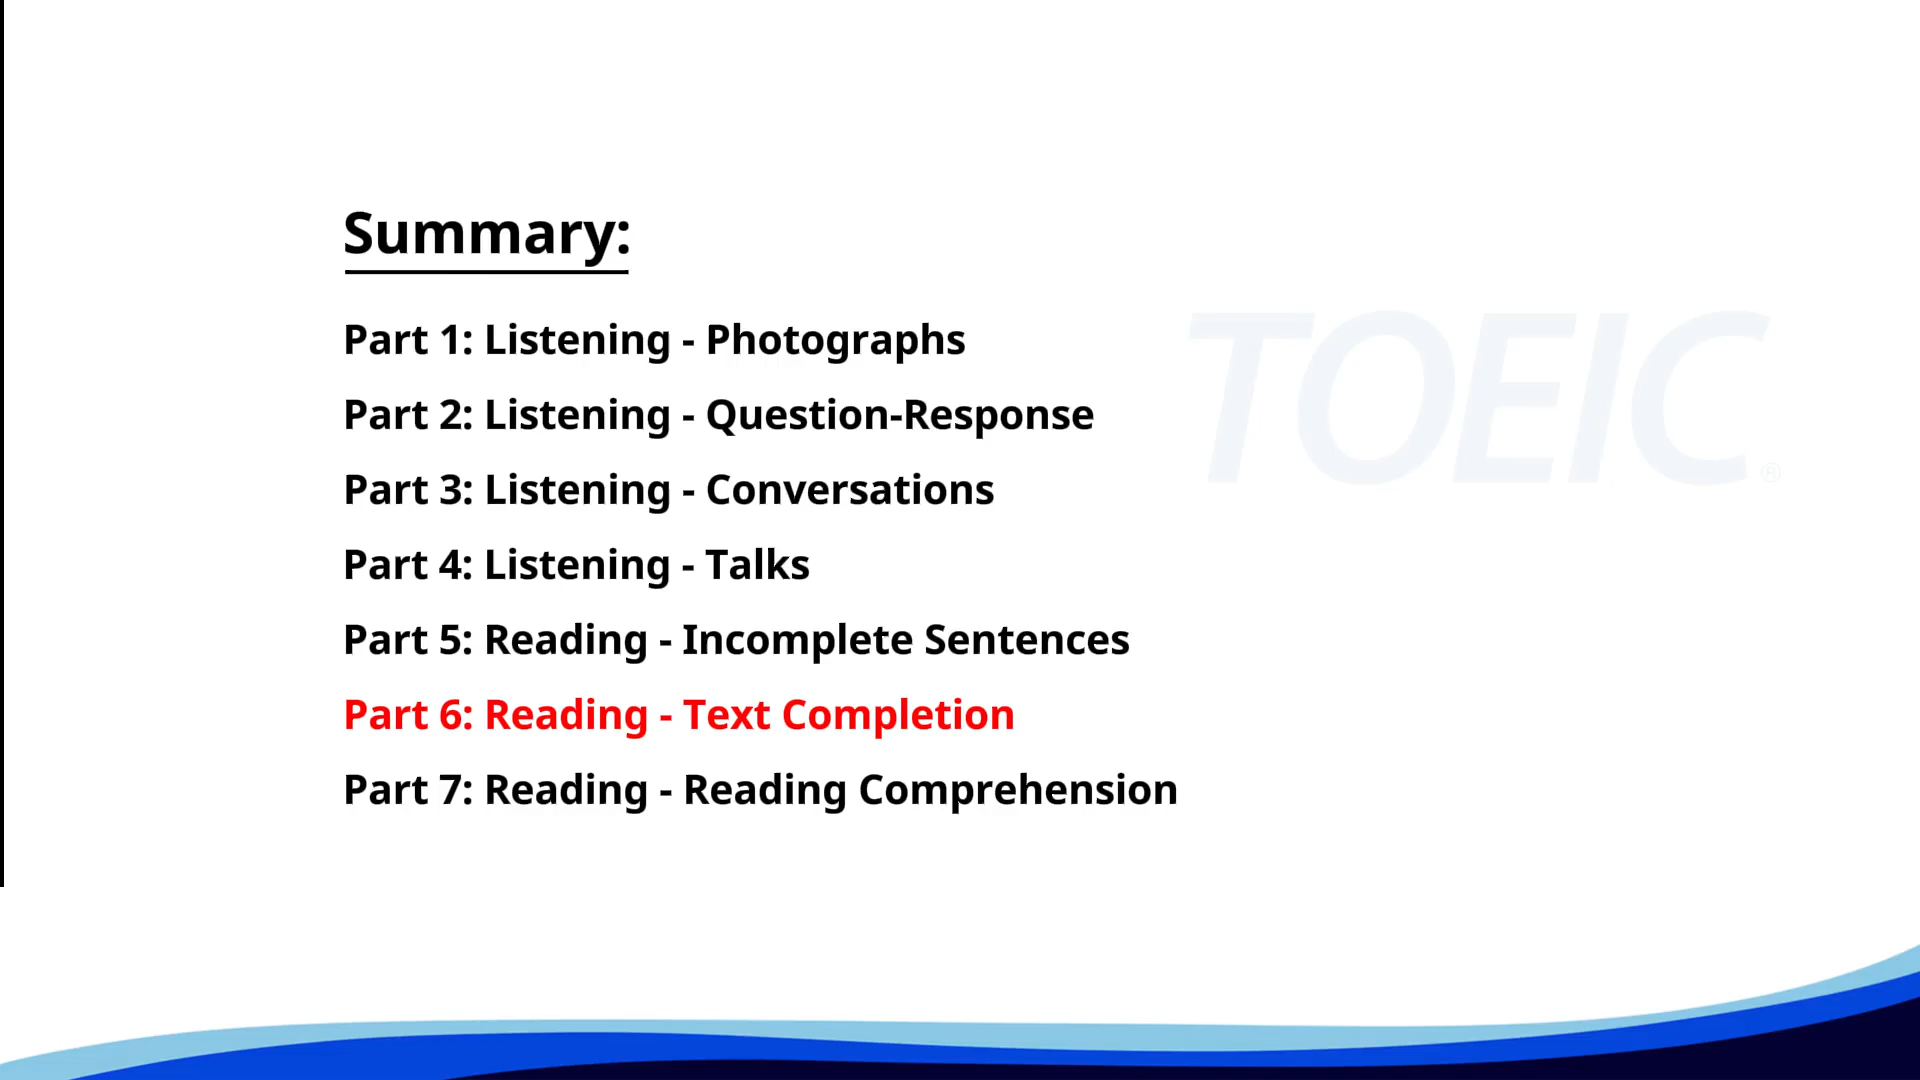 Summary:
Part 1: Listening - Photographs
TOEIC®
Part 2: Listening - Question-Response
Part 3: Listening - Conversations
Part 4: Listening - Talks
Part 5: Reading - Incomplete Sentences
Part 6: Reading - Text Completion
Part 7: Reading - Reading Comprehension